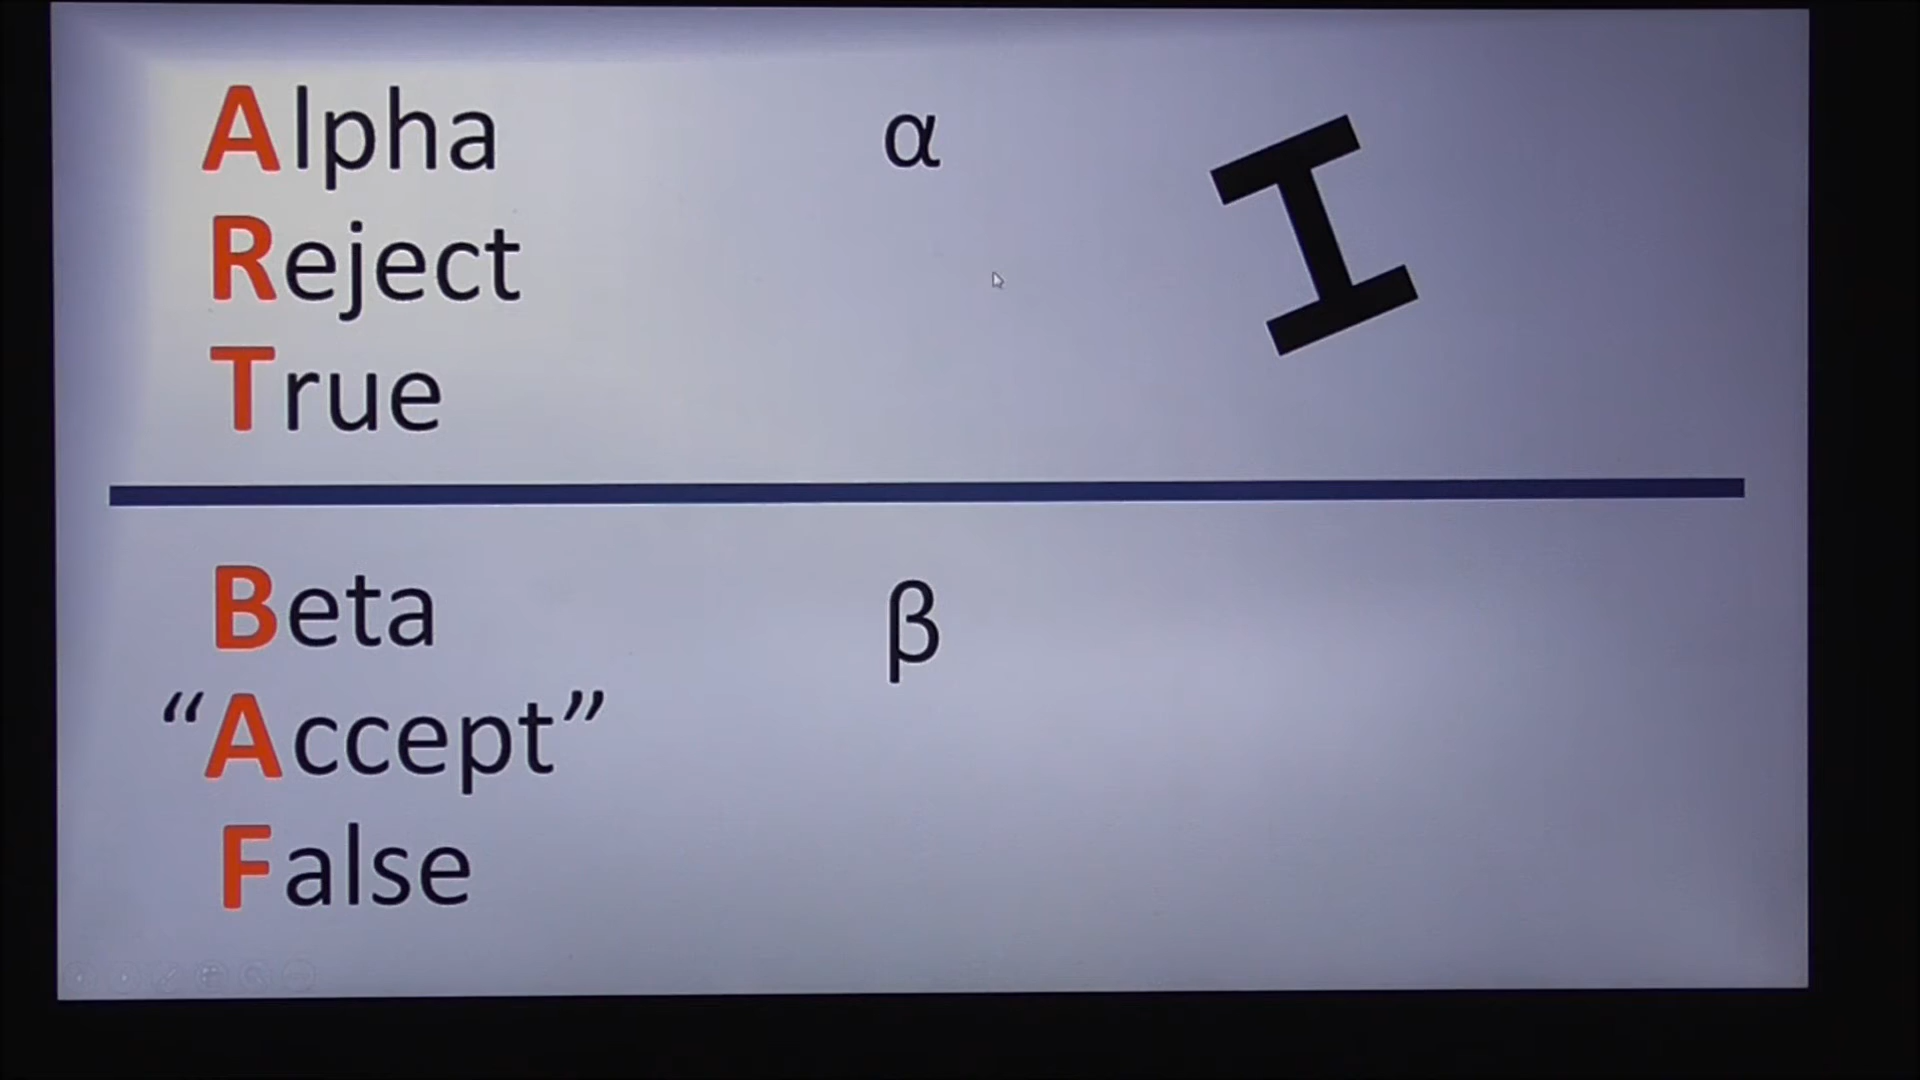 Alpha α I
Reject
True
Beta β
“Accept”
False